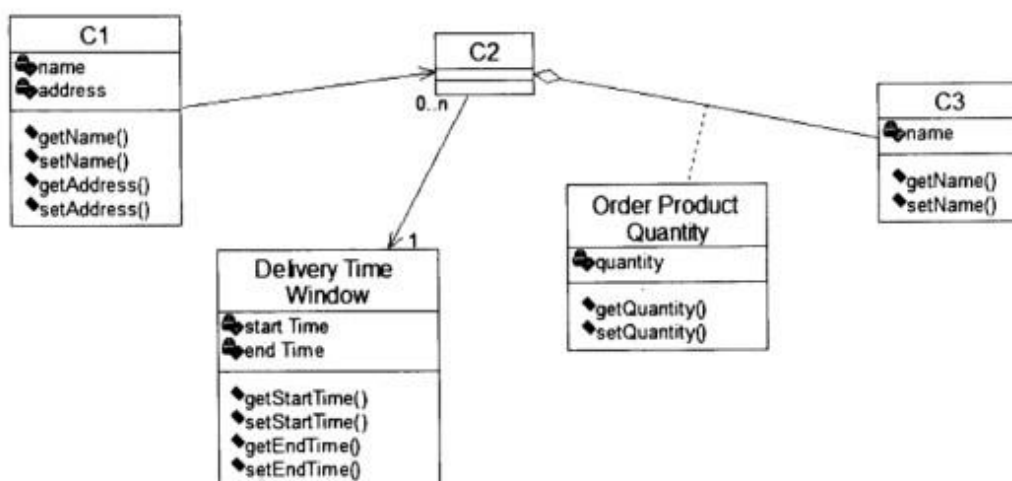 C1
name
address
getName()
setName()
getAddress()
setAddress()
C2
0..n
C3
name
getName()
setName()
Order Product
Quantity
quantity
getQuantity()
setQuantity()
1
Delivery Time
Window
start Time
end Time
getStartTime()
setStartTime()
getEndTime()
setEndTime()